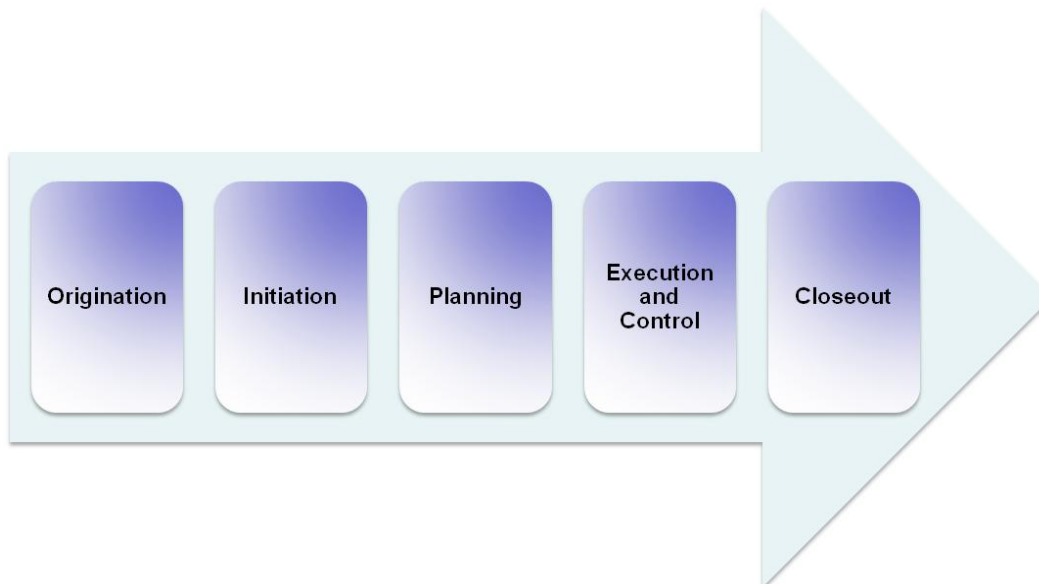 Origination
Initiation
Planning
Execution
and
Control
Closeout